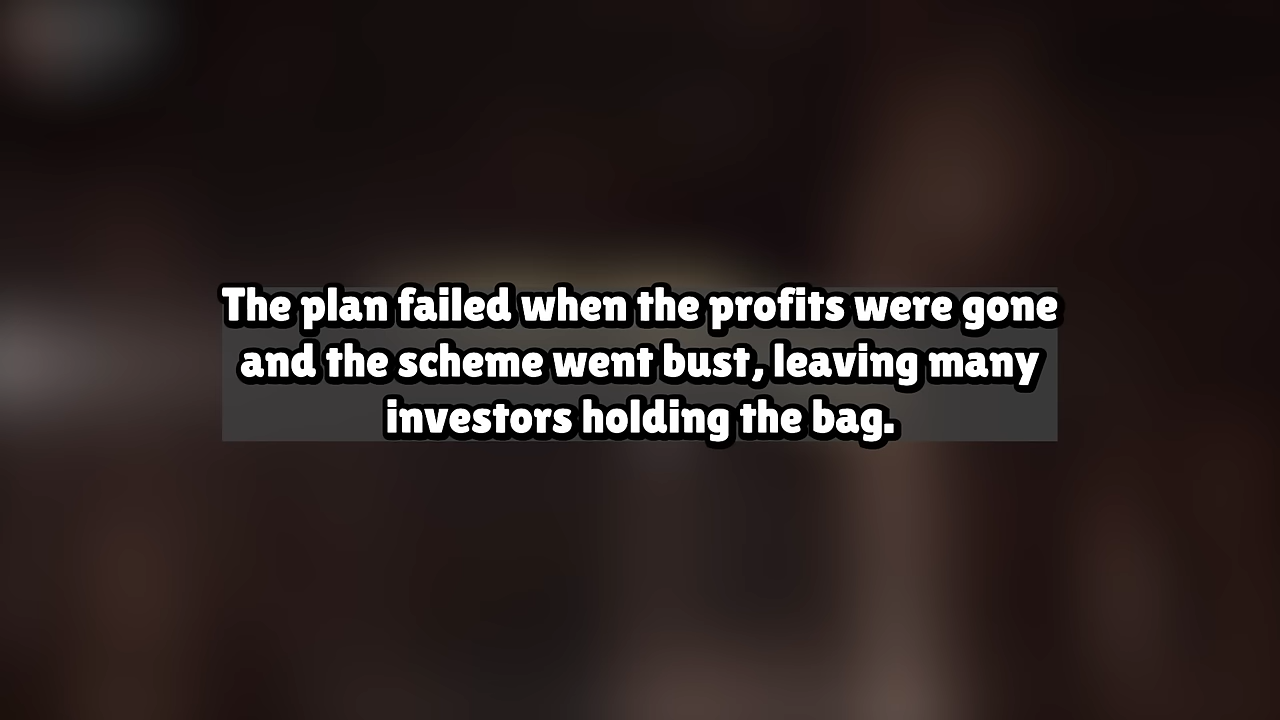 The plan failed when the profits were gone
and the scheme went bust, leaving many
investors holding the bag.